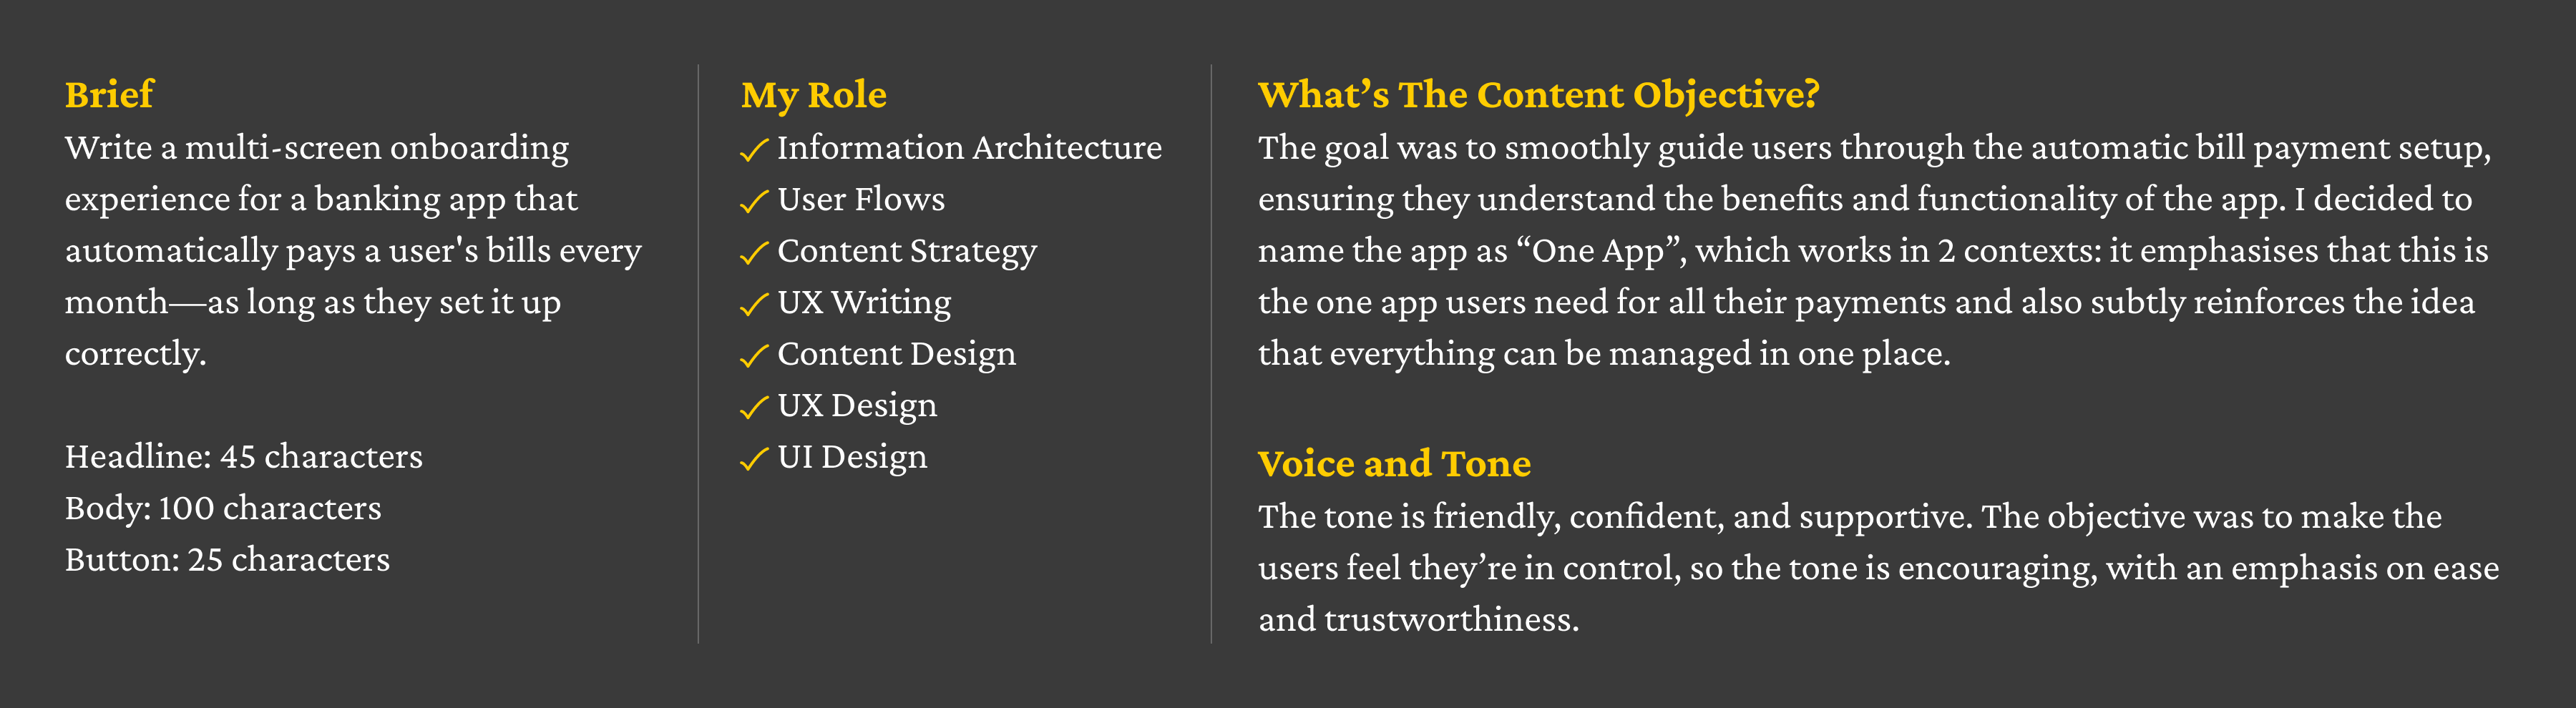 Brief
Write a multi-screen onboarding
experience for a banking app that
automatically pays a user's bills every
month—as long as they set it up
correctly.
Headline: 45 characters
Body: 100 characters
Button: 25 characters
My Role
✓ Information Architecture
✓ User Flows
✓ Content Strategy
✓ UX Writing
✓ Content Design
✓ UX Design
✓ UI Design
What’s The Content Objective?
The goal was to smoothly guide users through the automatic bill payment setup,
ensuring they understand the benefits and functionality of the app. I decided to
name the app as “One App”, which works in 2 contexts: it emphasises that this is
the one app users need for all their payments and also subtly reinforces the idea
that everything can be managed in one place.
Voice and Tone
The tone is friendly, confident, and supportive. The objective was to make the
users feel they’re in control, so the tone is encouraging, with an emphasis on ease
and trustworthiness.